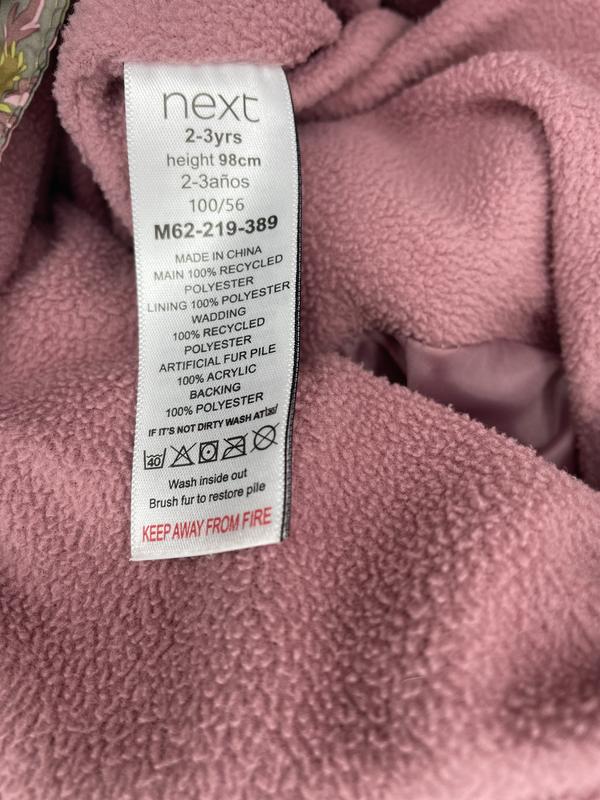 next
2-3yrs
height 98cm
2-3años
100/56
M62-219-389
MADE IN CHINA
MAIN 100% RECYCLED
POLYESTER
LINING 100% POLYESTER
WADDING
100% RECYCLED
POLYESTER
ARTIFICIAL FUR PILE
100% ACRYLIC
BACKING
100% POLYESTER
IF IT'S NOT DIRTY WASH AT 30
40
Wash inside out
Brush fur to restore pile
KEEP AWAY FROM FIRE